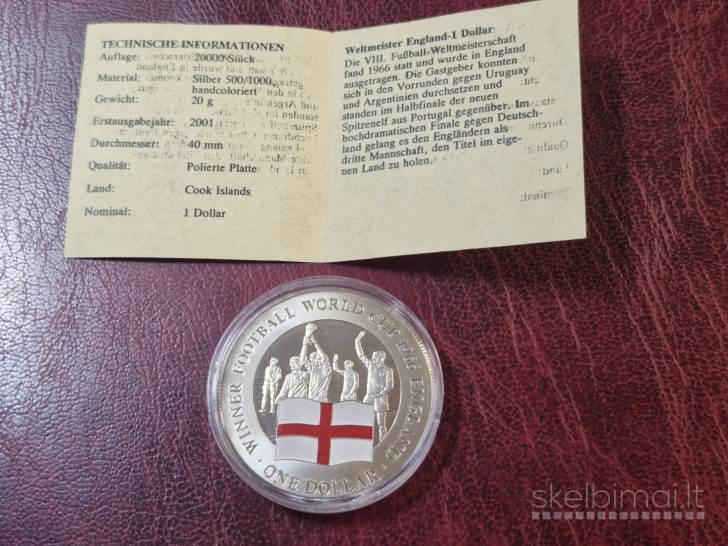 TECHNISCHE INFORMATIONEN
Auflage: 20000 Stück
Material: Silber 500/1000,
handcoloriert
Gewicht: 20 g
Erstausgabejahr: 2001
Durchmesser: 40 mm
Qualität: Polierte Platte
Land: Cook Islands
Nominal: 1 Dollar
Weltmeister England-1 Dollar
Die VIII. Fußball-Weltmeisterschaft
fand 1966 statt und wurde in England
ausgetragen. Die Gastgeber konnten
sich in den Vorrunden gegen Uruguay
und Argentinien durchsetzen und
standen im Halbfinale der neuen
Spitzenelf aus Portugal gegenüber. Im
hochdramatischen Finale gegen Deutsch-
land gelang es den Engländern als
dritte Mannschaft, den Titel im eige-
nen Land zu holen.
WINNER FOOTBALL WORLD CUP 1966 ENGLAND
· ONE DOLLAR ·
skelbimai.lt